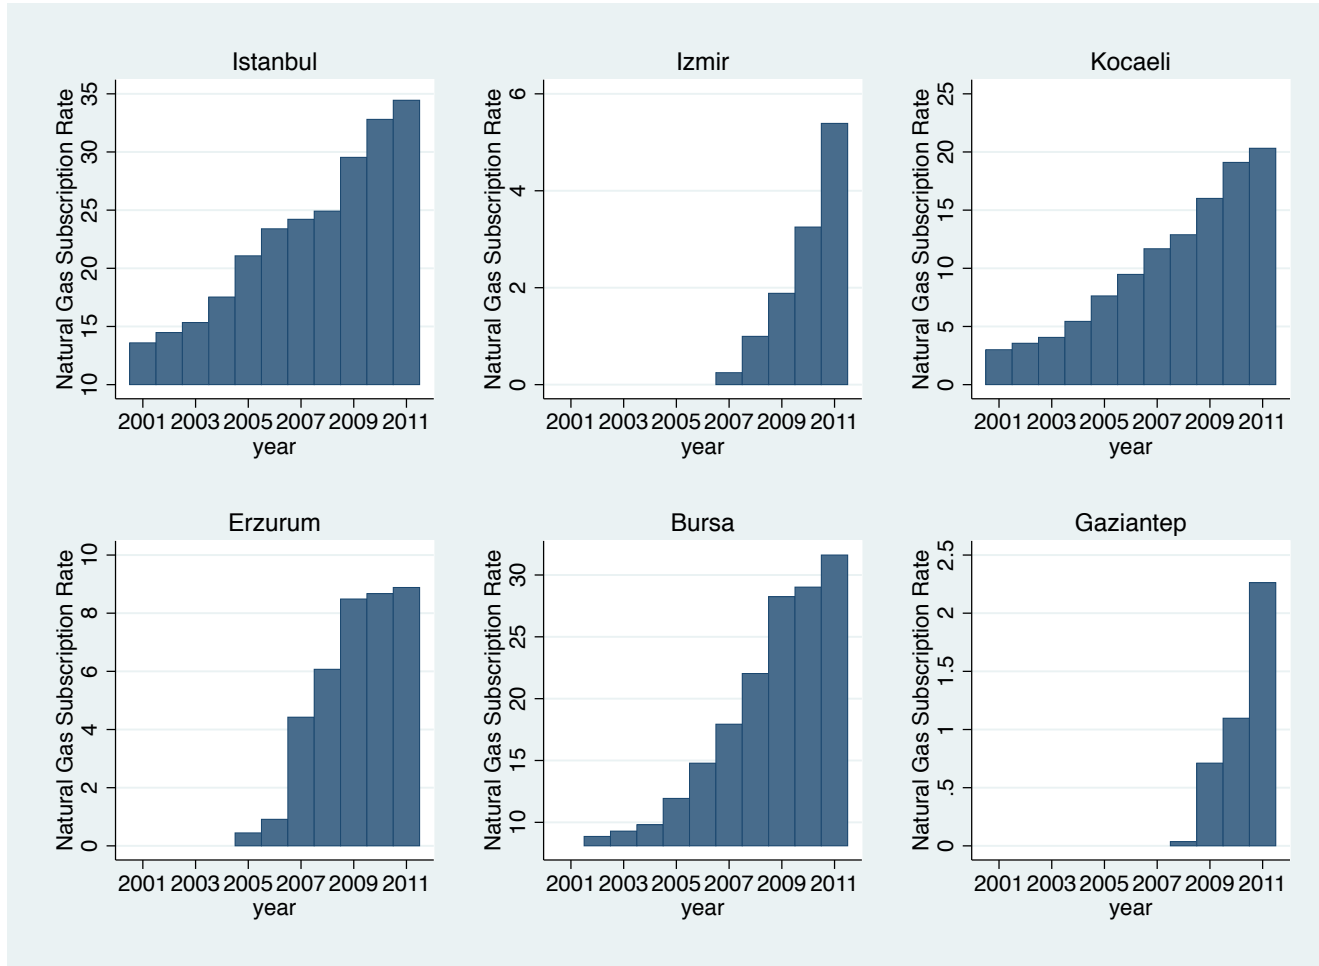 Istanbul
Natural Gas Subscription Rate
35
30
25
20
15
10
2001 2003 2005 2007 2009 2011
year
Izmir
Natural Gas Subscription Rate
6
4
2
0
2001 2003 2005 2007 2009 2011
year
Kocaeli
Natural Gas Subscription Rate
25
20
15
10
5
0
2001 2003 2005 2007 2009 2011
year
Erzurum
Natural Gas Subscription Rate
10
8
6
4
2
0
2001 2003 2005 2007 2009 2011
year
Bursa
Natural Gas Subscription Rate
30
25
20
15
10
2001 2003 2005 2007 2009 2011
year
Gaziantep
Natural Gas Subscription Rate
2.5
2
1.5
1
.5
0
2001 2003 2005 2007 2009 2011
year